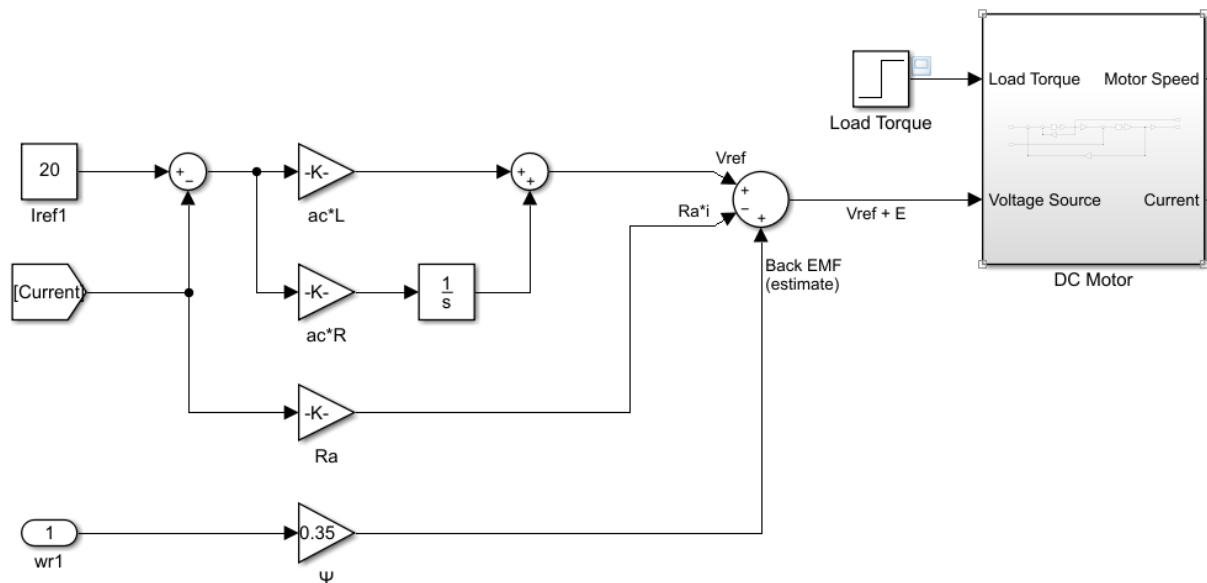 Load Torque
Motor Speed
Load Torque
20
+
−
-K-
+
+
Vref
Iref1
ac*L
+
−
+
Voltage Source
Current
Ra*i
Vref + E
[Current]
-K-
1
s
Back EMF
(estimate)
DC Motor
ac*R
-K-
Ra
1
0.35
wr1
Ψ